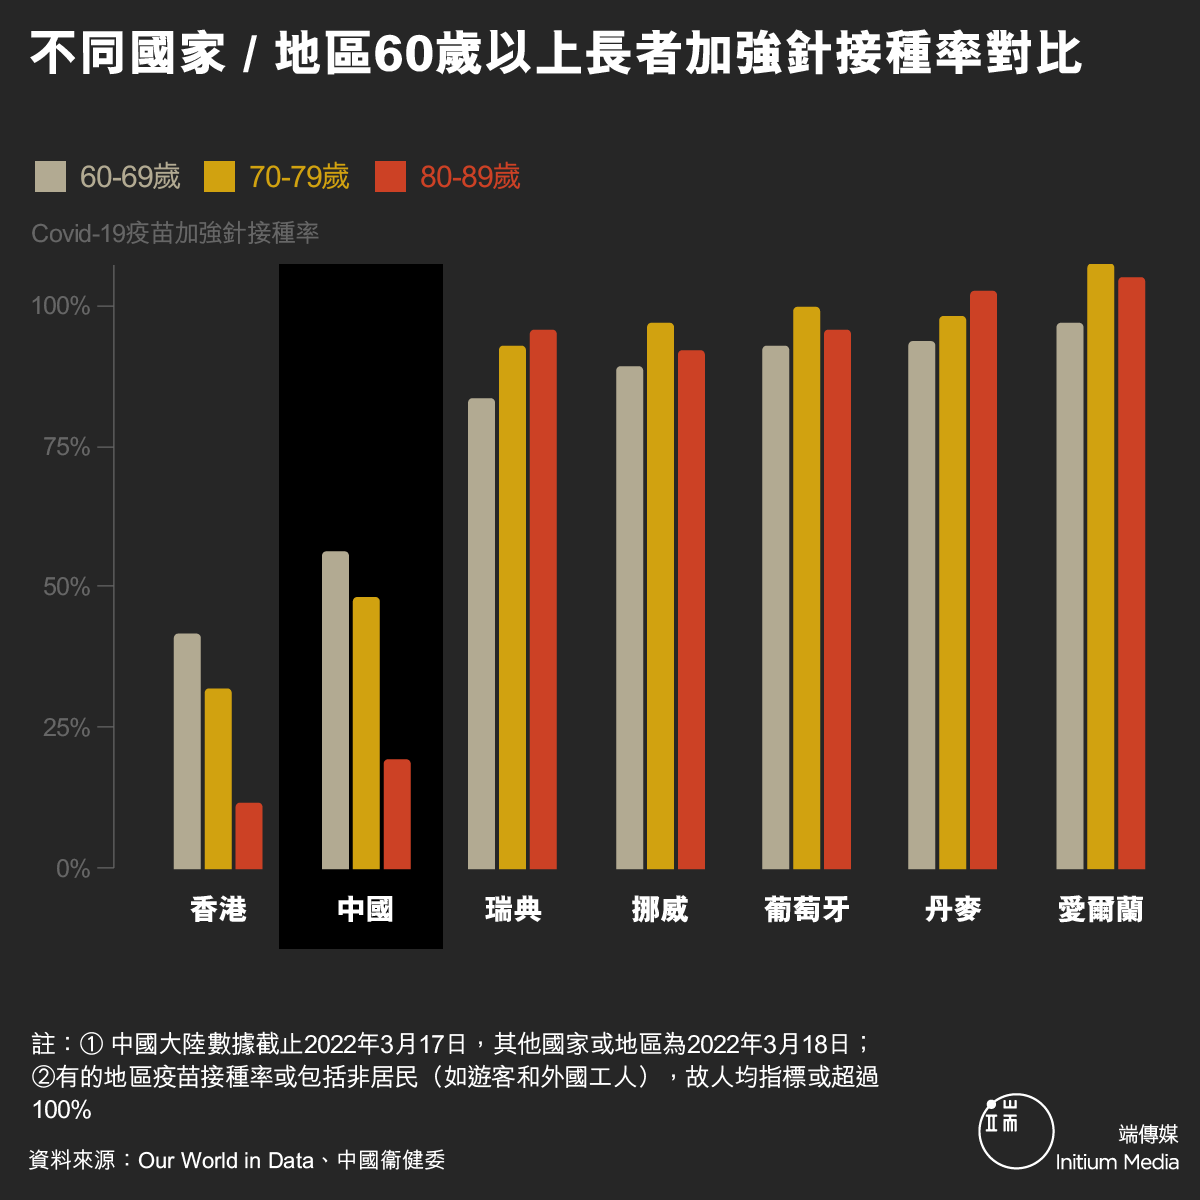 不同國家 / 地區60歲以上長者加強針接種率對比
60-69歲 70-79歲 80-89歲
Covid-19疫苗加強針接種率
100%
75%
50%
25%
0%
香港 中國 瑞典 挪威 葡萄牙 丹麥 愛爾蘭
註：① 中國大陸數據截止2022年3月17日，其他國家或地區為2022年3月18日；
②有的地區疫苗接種率或包括非居民（如遊客和外國工人），故人均指標或超過
100%
資料來源：Our World in Data、中國衞健委
端
端傳媒
Initium Media